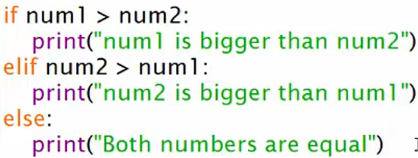 if num1 > num2:
    print("num1 is bigger than num2")
elif num2 > num1:
    print("num2 is bigger than num1")
else:
    print("Both numbers are equal")